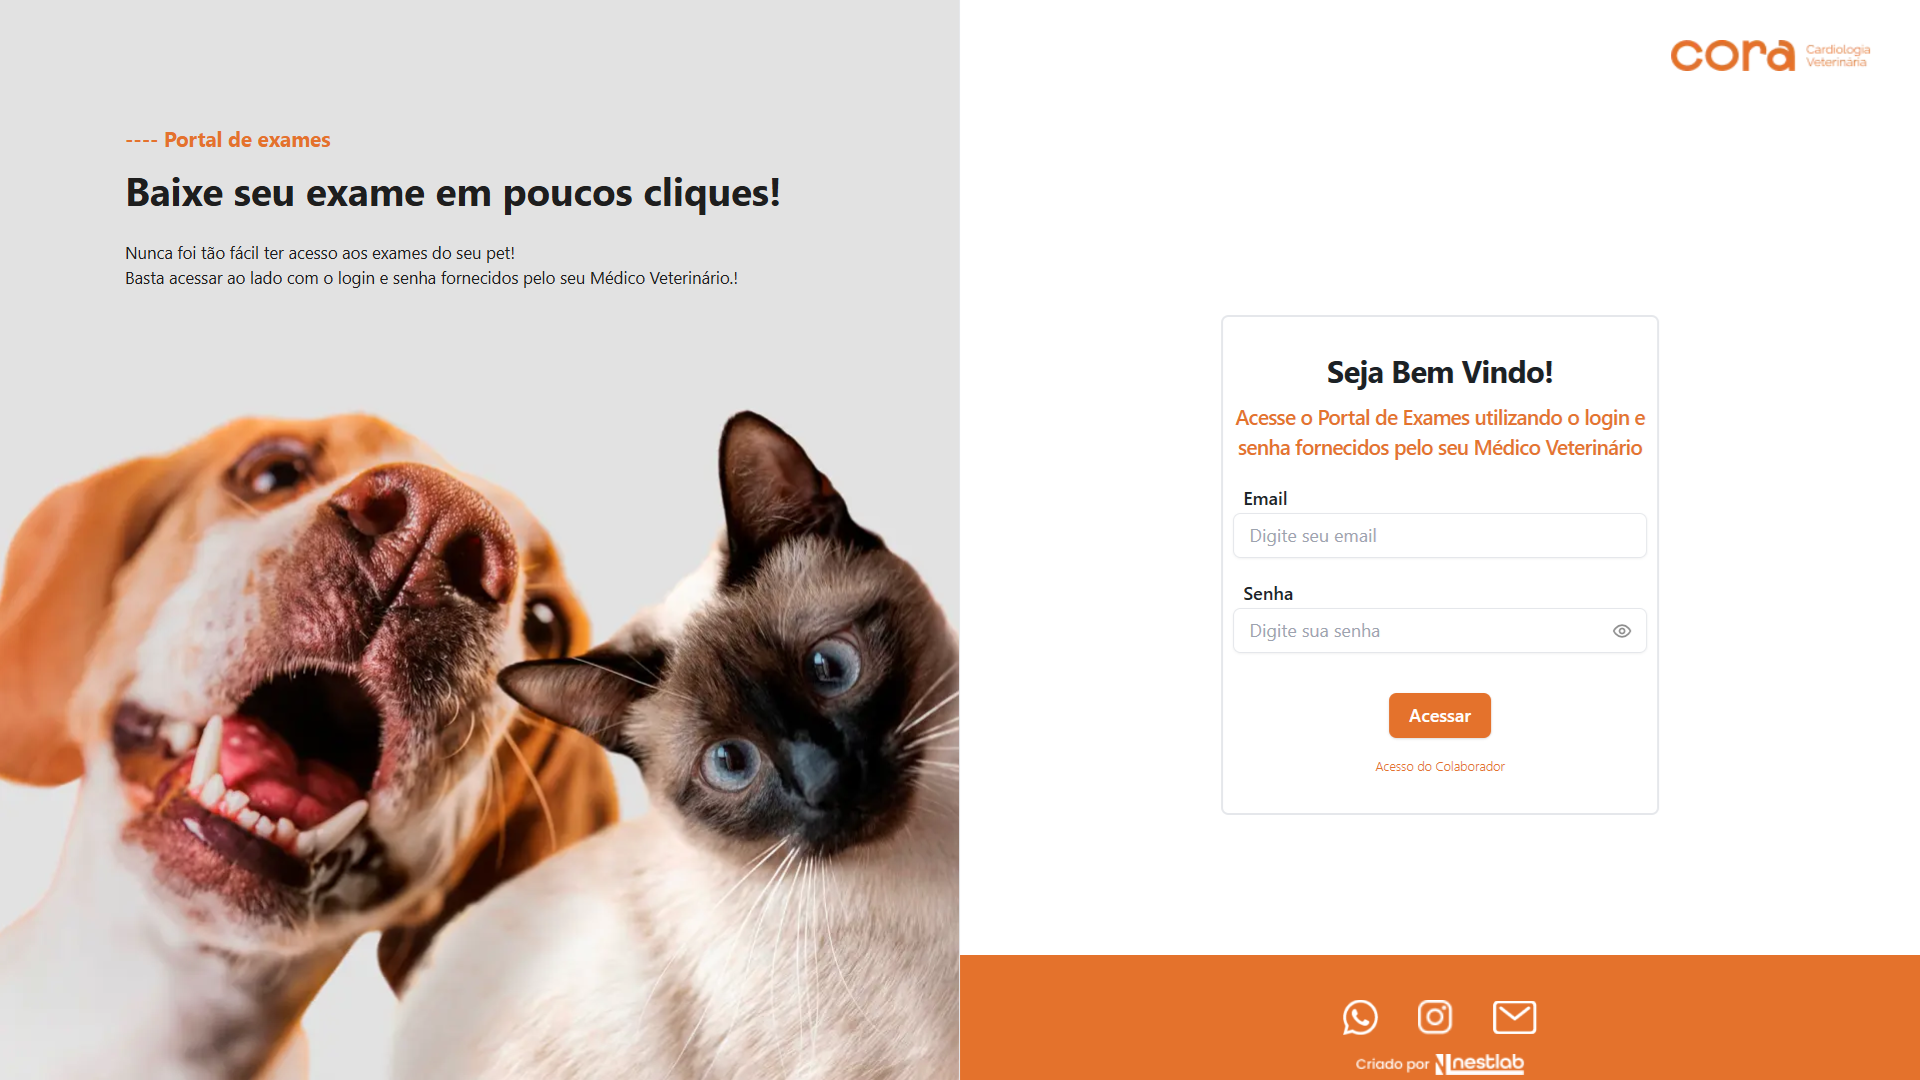 ---- Portal de exames
Baixe seu exame em poucos cliques!
Nunca foi tão fácil ter acesso aos exames do seu pet!
Basta acessar ao lado com o login e senha fornecidos pelo seu Médico Veterinário.!
cora
Cardiologia
Veterinária
Seja Bem Vindo!
Acesse o Portal de Exames utilizando o login e
senha fornecidos pelo seu Médico Veterinário
Email
Digite seu email
Senha
Digite sua senha
Acessar
Acesso do Colaborador
Criado por nestlab